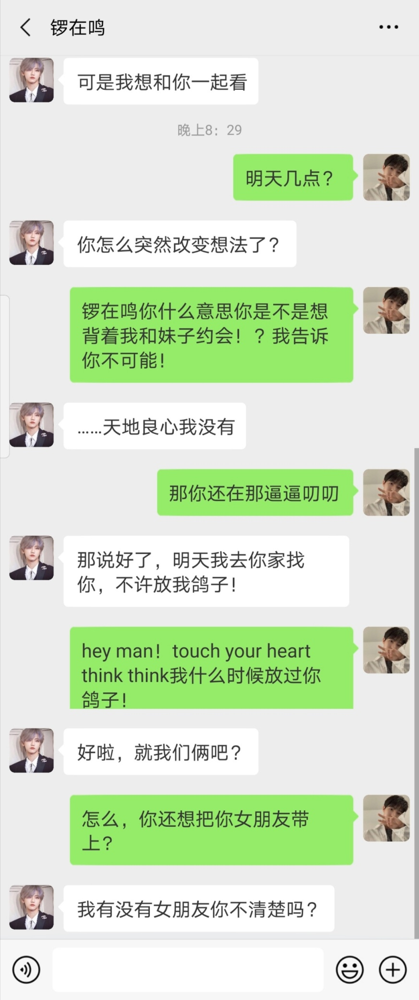 锣在鸣
可是我想和你一起看
晚上8：29
明天几点？
你怎么突然改变想法了？
锣在鸣你什么意思你是不是想
背着我和妹子约会！？我告诉
你不可能！
……天地良心我没有
那你还在那逼逼叨叨
那说好了，明天我去你家找
你，不许放我鸽子！
hey man！touch your heart
think think我什么时候放过你
鸽子！
好啦，就我们俩吧？
怎么，你还想把你女朋友带
上？
我有没有女朋友你不清楚吗？